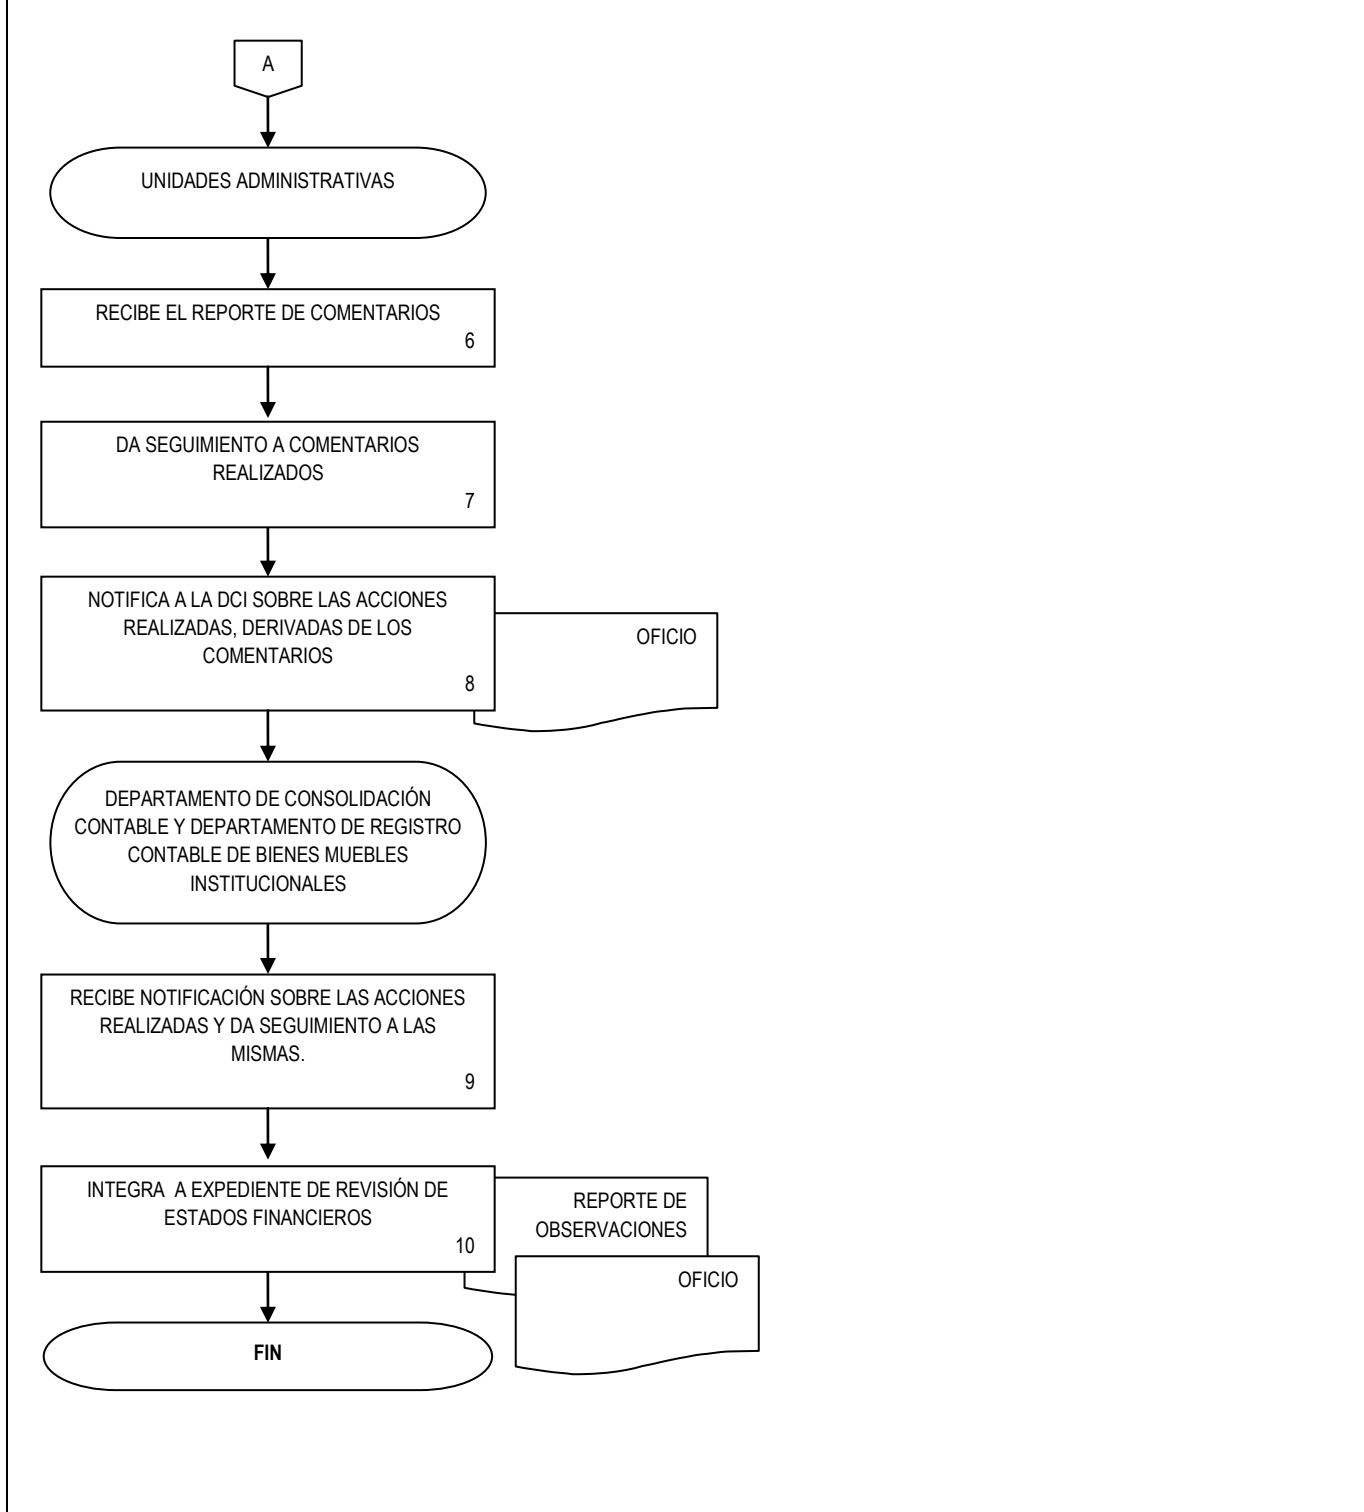 A
UNIDADES ADMINISTRATIVAS
RECIBE EL REPORTE DE COMENTARIOS
6
DA SEGUIMIENTO A COMENTARIOS
REALIZADOS
7
NOTIFICA A LA DCI SOBRE LAS ACCIONES
REALIZADAS, DERIVADAS DE LOS
COMENTARIOS
8
OFICIO
DEPARTAMENTO DE CONSOLIDACIÓN
CONTABLE Y DEPARTAMENTO DE REGISTRO
CONTABLE DE BIENES MUEBLES
INSTITUCIONALES
RECIBE NOTIFICACIÓN SOBRE LAS ACCIONES
REALIZADAS Y DA SEGUIMIENTO A LAS
MISMAS.
9
INTEGRA  A EXPEDIENTE DE REVISIÓN DE
ESTADOS FINANCIEROS
10
REPORTE DE
OBSERVACIONES
OFICIO
FIN